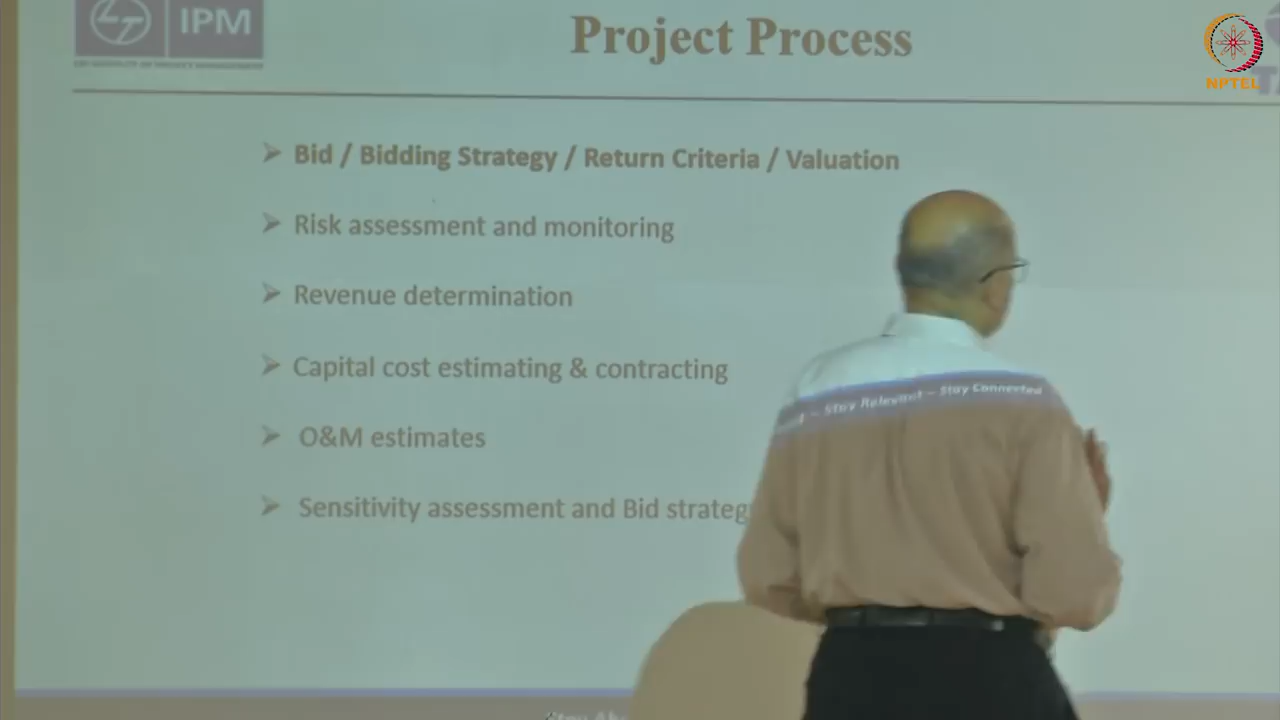 IPM
Project Process
NPTEL
➢ Bid / Bidding Strategy / Return Criteria / Valuation
➢ Risk assessment and monitoring
➢ Revenue determination
➢ Capital cost estimating & contracting
– Stay Relevant – Stay Connected
➢ O&M estimates
➢ Sensitivity assessment and Bid